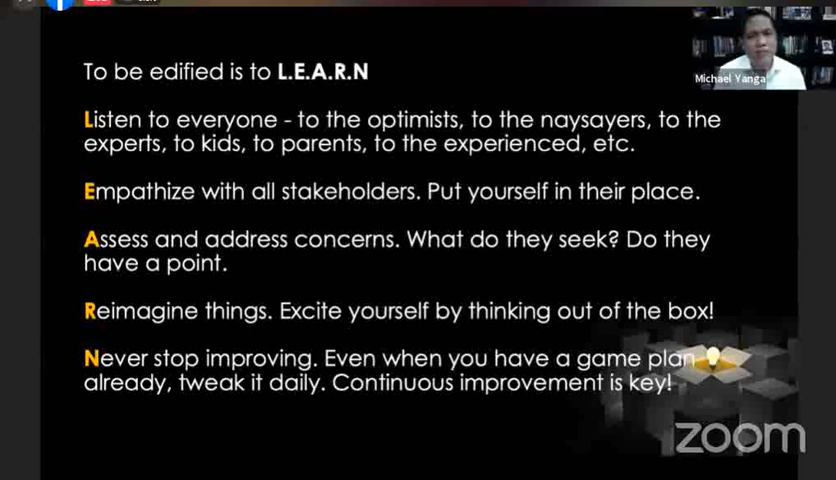 Michael Yanga
To be edified is to L.E.A.R.N
Listen to everyone - to the optimists, to the naysayers, to the
experts, to kids, to parents, to the experienced, etc.
Empathize with all stakeholders. Put yourself in their place.
Assess and address concerns. What do they seek? Do they
have a point.
Reimagine things. Excite yourself by thinking out of the box!
Never stop improving. Even when you have a game plan
already, tweak it daily. Continuous improvement is key!
zoom